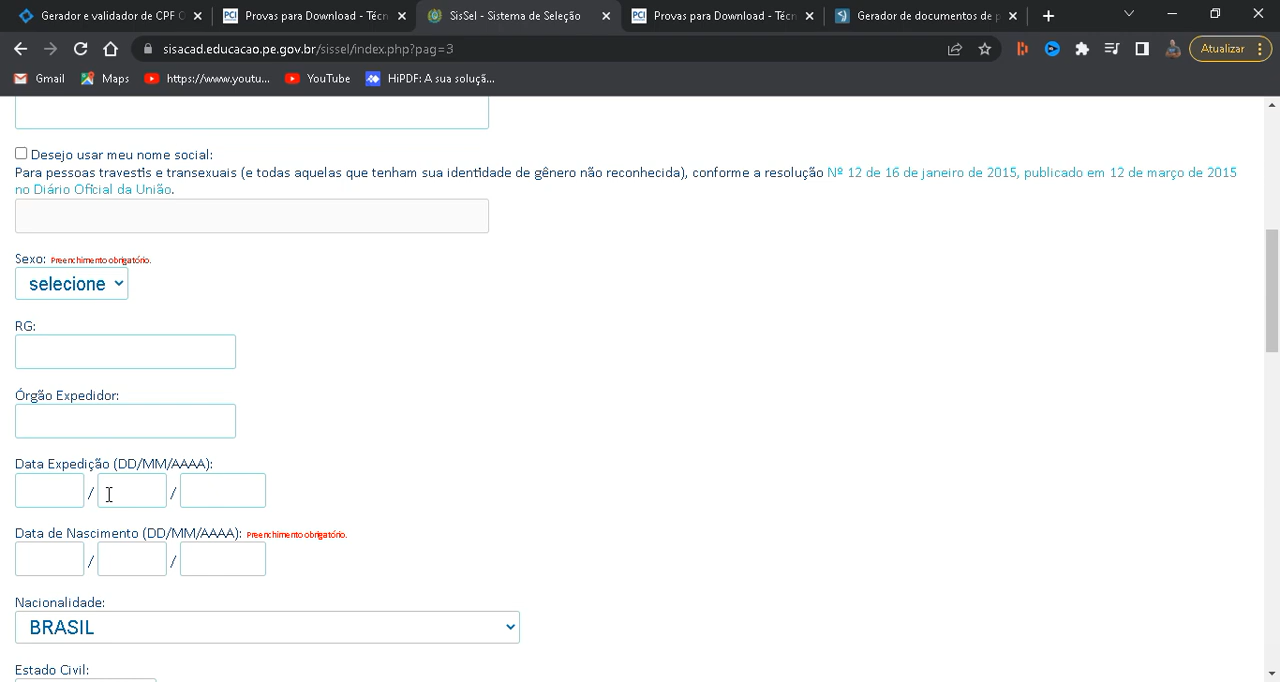 Gerador e validador de CPF O
Provas para Download - Técn
SisSel - Sistema de Seleção
Provas para Download - Técn
Gerador de documentos de p
sisacad.educacao.pe.gov.br/sissel/index.php?pag=3
Atualizar
Gmail
Maps
https://www.youtu...
YouTube
HiPDF: A sua soluçã...
Desejo usar meu nome social:
Para pessoas travestis e transexuais (e todas aquelas que tenham sua identidade de gênero não reconhecida), conforme a resolução Nº 12 de 16 de janeiro de 2015, publicado em 12 de março de 2015
no Diário Oficial da União.
Sexo: Preenchimento obrigatório.
selecione
RG:
Órgão Expedidor:
Data Expedição (DD/MM/AAAA):
/ /
Data de Nascimento (DD/MM/AAAA): Preenchimento obrigatório.
/ /
Nacionalidade:
BRASIL
Estado Civil: